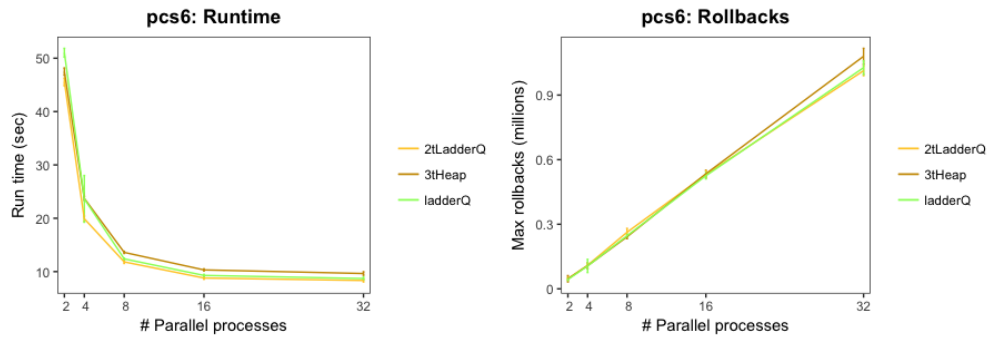 pcs6: Runtime
50
40
30
20
10
Run time (sec)
2 4 8 16 32
# Parallel processes
2tLadderQ
3tHeap
ladderQ
pcs6: Rollbacks
0.9
0.6
0.3
0
Max rollbacks (millions)
2 4 8 16 32
# Parallel processes
2tLadderQ
3tHeap
ladderQ